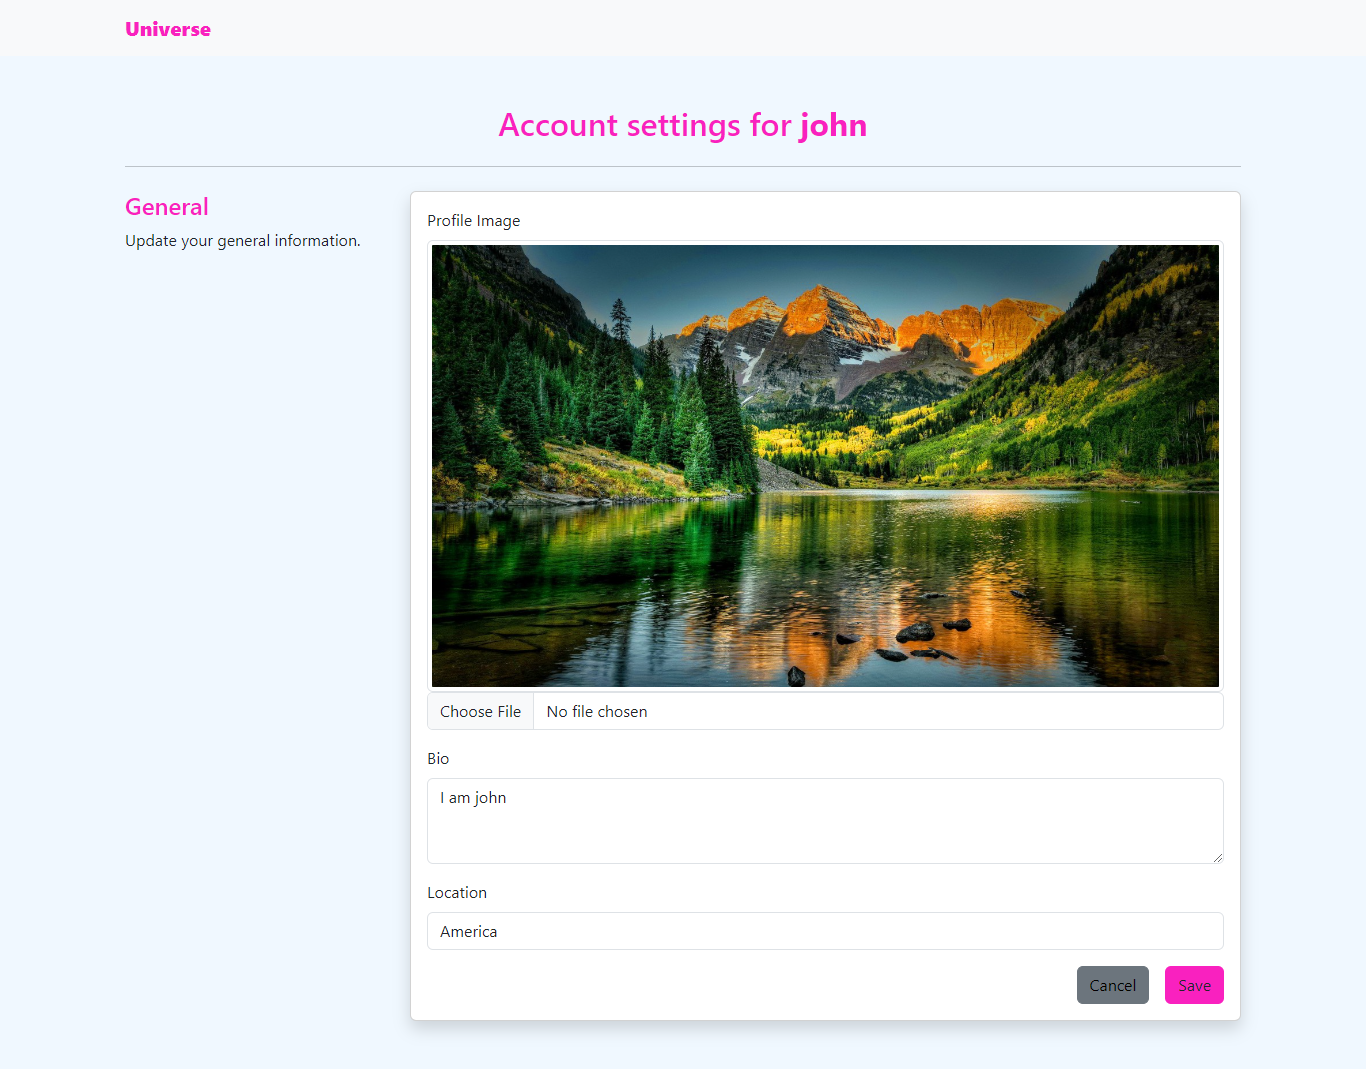 Universe
Account settings for john
General
Update your general information.
Profile Image
Choose File No file chosen
Bio
I am john
Location
America
Cancel Save